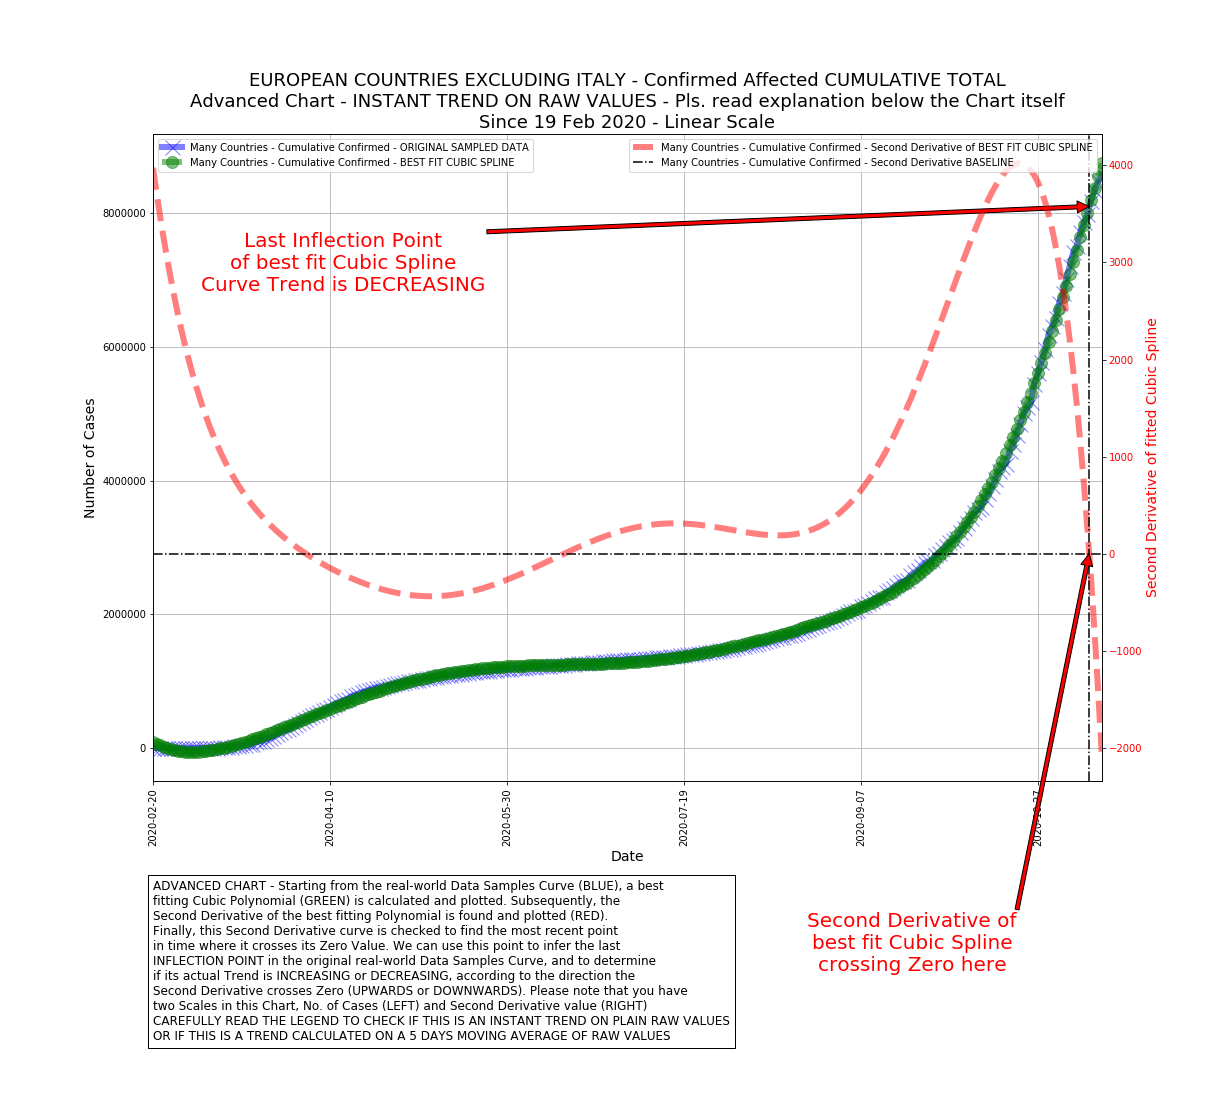 EUROPEAN COUNTRIES EXCLUDING ITALY - Confirmed Affected CUMULATIVE TOTAL
Advanced Chart - INSTANT TREND ON RAW VALUES - Pls. read explanation below the Chart itself
Since 19 Feb 2020 - Linear Scale
Many Countries - Cumulative Confirmed - ORIGINAL SAMPLED DATA
Many Countries - Cumulative Confirmed - BEST FIT CUBIC SPLINE
Many Countries - Cumulative Confirmed - Second Derivative of BEST FIT CUBIC SPLINE
Many Countries - Cumulative Confirmed - Second Derivative BASELINE
Last Inflection Point
of best fit Cubic Spline
Curve Trend is DECREASING
Number of Cases
8000000
6000000
4000000
2000000
0
4000
3000
2000
1000
0
−1000
−2000
Second Derivative of fitted Cubic Spline
2020-02-20
2020-04-10
2020-05-30
2020-07-19
2020-09-07
2020-10-27
Date
ADVANCED CHART - Starting from the real-world Data Samples Curve (BLUE), a best
fitting Cubic Polynomial (GREEN) is calculated and plotted. Subsequently, the
Second Derivative of the best fitting Polynomial is found and plotted (RED).
Finally, this Second Derivative curve is checked to find the most recent point
in time where it crosses its Zero Value. We can use this point to infer the last
INFLECTION POINT in the original real-world Data Samples Curve, and to determine
if its actual Trend is INCREASING or DECREASING, according to the direction the
Second Derivative crosses Zero (UPWARDS or DOWNWARDS). Please note that you have
two Scales in this Chart, No. of Cases (LEFT) and Second Derivative value (RIGHT)
CAREFULLY READ THE LEGEND TO CHECK IF THIS IS AN INSTANT TREND ON PLAIN RAW VALUES
OR IF THIS IS A TREND CALCULATED ON A 5 DAYS MOVING AVERAGE OF RAW VALUES
Second Derivative of
best fit Cubic Spline
crossing Zero here